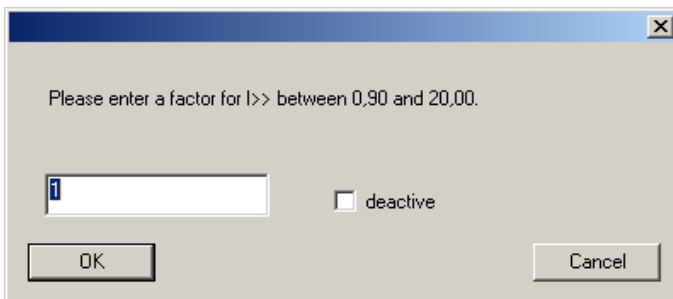 Please enter a factor for I>> between 0,90 and 20,00.
1
deactive
OK
Cancel